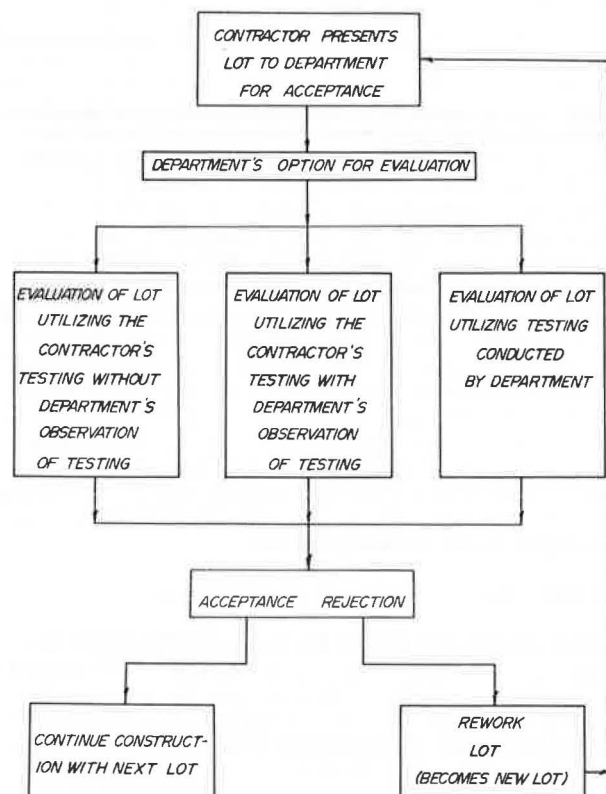 CONTRACTOR PRESENTS
LOT TO DEPARTMENT
FOR ACCEPTANCE
DEPARTMENT'S OPTION FOR EVALUATION
EVALUATION OF LOT
UTILIZING THE
CONTRACTOR'S
TESTING WITHOUT
DEPARTMENT'S
OBSERVATION
OF TESTING
EVALUATION OF LOT
UTILIZING THE
CONTRACTOR'S
TESTING WITH
DEPARTMENT'S
OBSERVATION
OF TESTING
EVALUATION OF LOT
UTILIZING TESTING
CONDUCTED
BY DEPARTMENT
ACCEPTANCE REJECTION
CONTINUE CONSTRUCT-
ION WITH NEXT LOT
REWORK
LOT
(BECOMES NEW LOT)